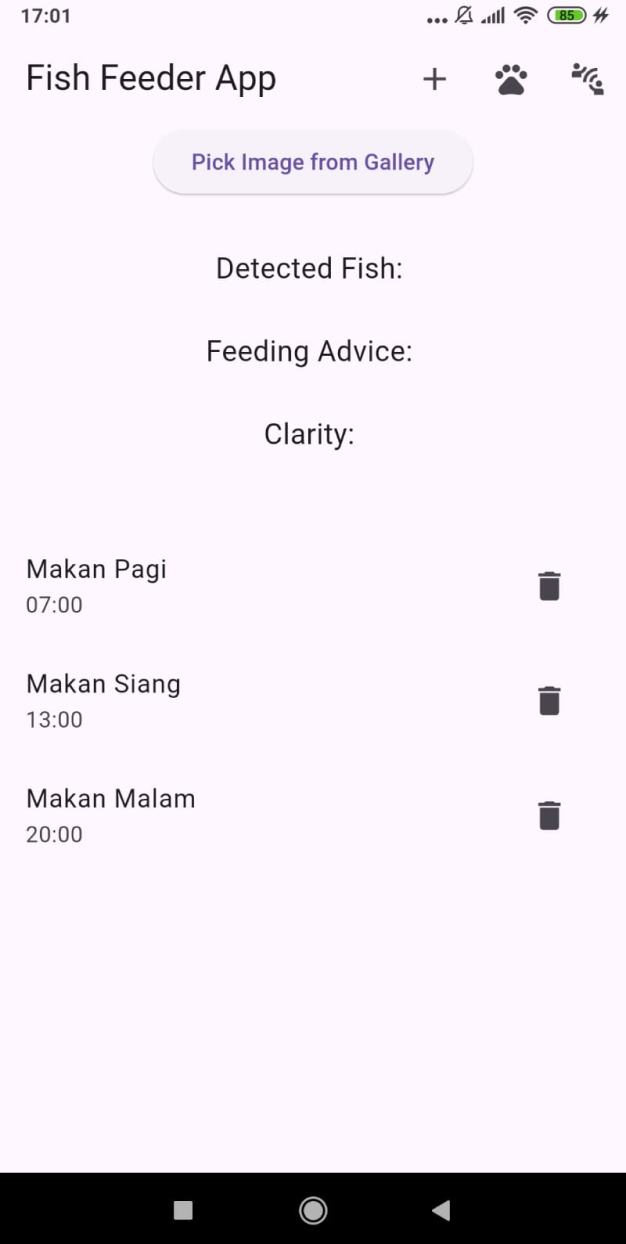 17:01
85
Fish Feeder App
Pick Image from Gallery
Detected Fish:
Feeding Advice:
Clarity:
Makan Pagi
07:00
Makan Siang
13:00
Makan Malam
20:00